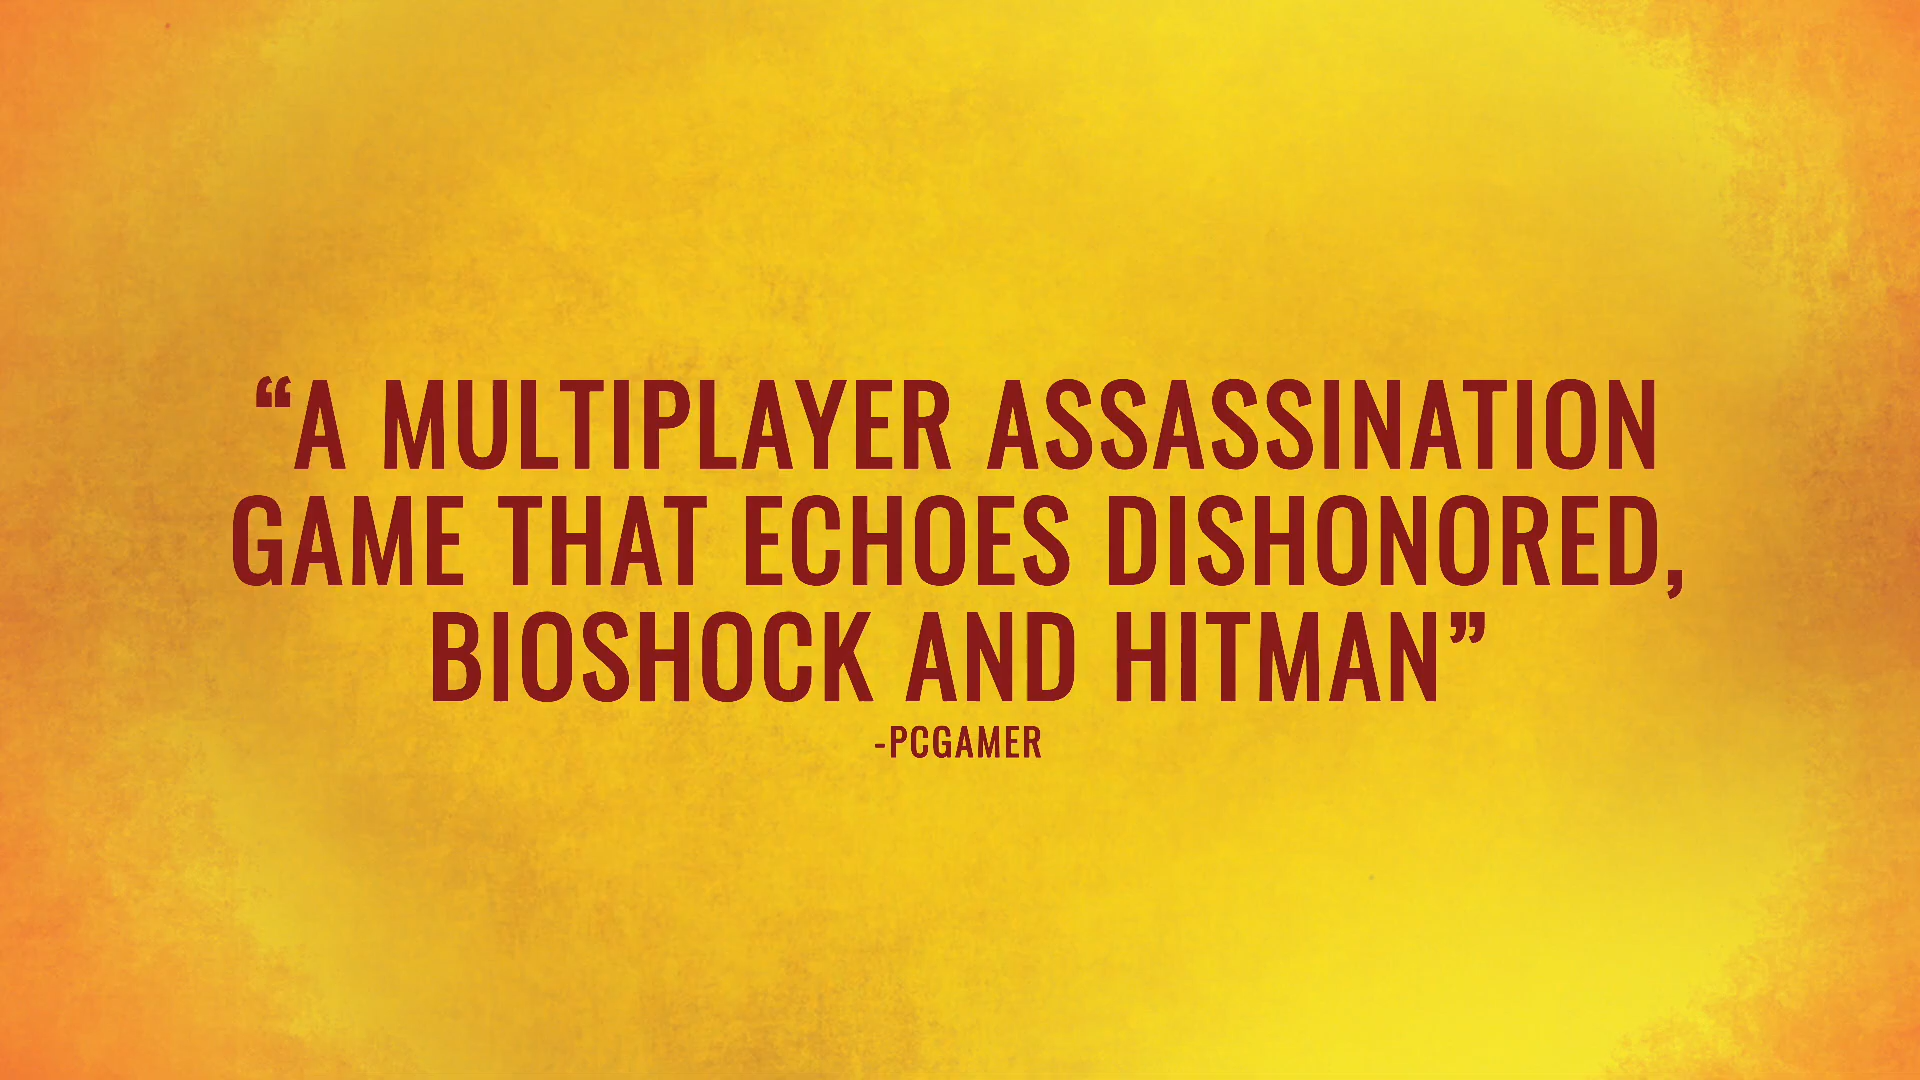 “A MULTIPLAYER ASSASSINATION
GAME THAT ECHOES DISHONORED,
BIOSHOCK AND HITMAN”
-PCGAMER